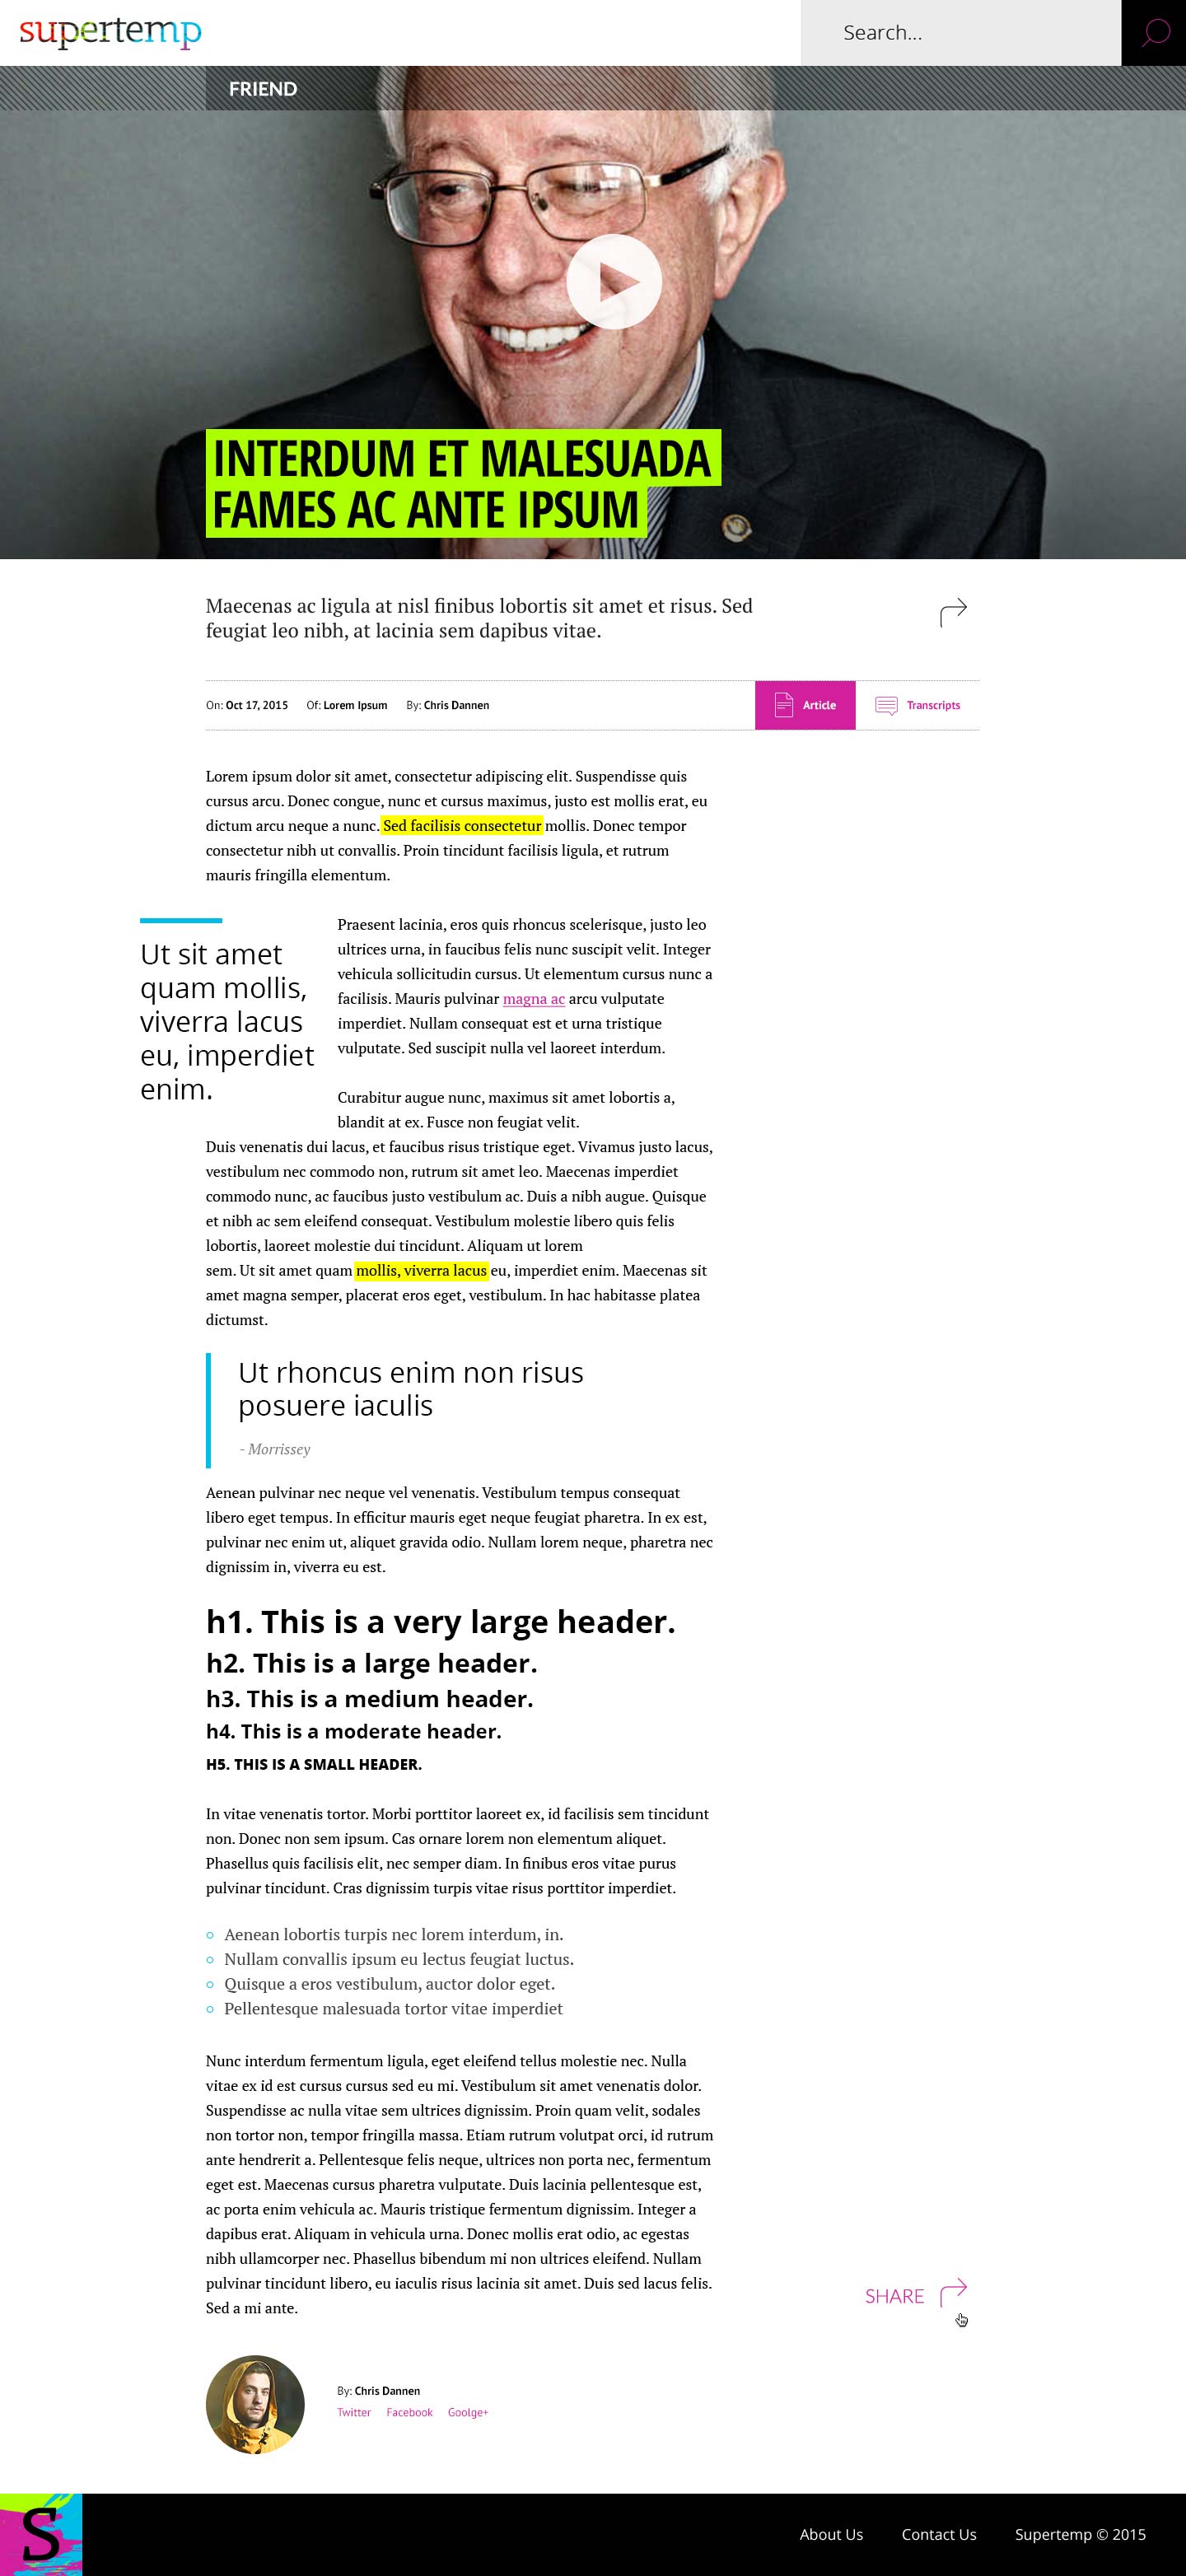 supertemp
Search...
FRIEND
INTERDUM ET MALESUADA
FAMES AC ANTE IPSUM
Maecenas ac ligula at nisl finibus lobortis sit amet et risus. Sed
feugiat leo nibh, at lacinia sem dapibus vitae.
On: Oct 17, 2015 Of: Lorem Ipsum By: Chris Dannen
Article
Transcripts
Lorem ipsum dolor sit amet, consectetur adipiscing elit. Suspendisse quis
cursus arcu. Donec congue, nunc et cursus maximus, justo est mollis erat, eu
dictum arcu neque a nunc. Sed facilisis consectetur mollis. Donec tempor
consectetur nibh ut convallis. Proin tincidunt facilisis ligula, et rutrum
mauris fringilla elementum.
Ut sit amet
quam mollis,
viverra lacus
eu, imperdiet
enim.
Praesent lacinia, eros quis rhoncus scelerisque, justo leo
ultrices urna, in faucibus felis nunc suscipit velit. Integer
vehicula sollicitudin cursus. Ut elementum cursus nunc a
facilisis. Mauris pulvinar magna ac arcu vulputate
imperdiet. Nullam consequat est et urna tristique
vulputate. Sed suscipit nulla vel laoreet interdum.
Curabitur augue nunc, maximus sit amet lobortis a,
blandit at ex. Fusce non feugiat velit.
Duis venenatis dui lacus, et faucibus risus tristique eget. Vivamus justo lacus,
vestibulum nec commodo non, rutrum sit amet leo. Maecenas imperdiet
commodo nunc, ac faucibus justo vestibulum ac. Duis a nibh augue. Quisque
et nibh ac sem eleifend consequat. Vestibulum molestie libero quis felis
lobortis, laoreet molestie dui tincidunt. Aliquam ut lorem
sem. Ut sit amet quam mollis, viverra lacus eu, imperdiet enim. Maecenas sit
amet magna semper, placerat eros eget, vestibulum. In hac habitasse platea
dictumst.
Ut rhoncus enim non risus
posuere iaculis
- Morrissey
Aenean pulvinar nec neque vel venenatis. Vestibulum tempus consequat
libero eget tempus. In efficitur mauris eget neque feugiat pharetra. In ex est,
pulvinar nec enim ut, aliquet gravida odio. Nullam lorem neque, pharetra nec
dignissim in, viverra eu est.
h1. This is a very large header.
h2. This is a large header.
h3. This is a medium header.
h4. This is a moderate header.
H5. THIS IS A SMALL HEADER.
In vitae venenatis tortor. Morbi porttitor laoreet ex, id facilisis sem tincidunt
non. Donec non sem ipsum. Cas ornare lorem non elementum aliquet.
Phasellus quis facilisis elit, nec semper diam. In finibus eros vitae purus
pulvinar tincidunt. Cras dignissim turpis vitae risus porttitor imperdiet.
Aenean lobortis turpis nec lorem interdum, in.
Nullam convallis ipsum eu lectus feugiat luctus.
Quisque a eros vestibulum, auctor dolor eget.
Pellentesque malesuada tortor vitae imperdiet
Nunc interdum fermentum ligula, eget eleifend tellus molestie nec. Nulla
vitae ex id est cursus cursus sed eu mi. Vestibulum sit amet venenatis dolor.
Suspendisse ac nulla vitae sem ultrices dignissim. Proin quam velit, sodales
non tortor non, tempor fringilla massa. Etiam rutrum volutpat orci, id rutrum
ante hendrerit a. Pellentesque felis neque, ultrices non porta nec, fermentum
eget est. Maecenas cursus pharetra vulputate. Duis lacinia pellentesque est,
ac porta enim vehicula ac. Mauris tristique fermentum dignissim. Integer a
dapibus erat. Aliquam in vehicula urna. Donec mollis erat odio, ac egestas
nibh ullamcorper nec. Phasellus bibendum mi non ultrices eleifend. Nullam
pulvinar tincidunt libero, eu iaculis risus lacinia sit amet. Duis sed lacus felis.
Sed a mi ante.
SHARE
By: Chris Dannen
Twitter Facebook Goolge+
S
About Us Contact Us Supertemp © 2015